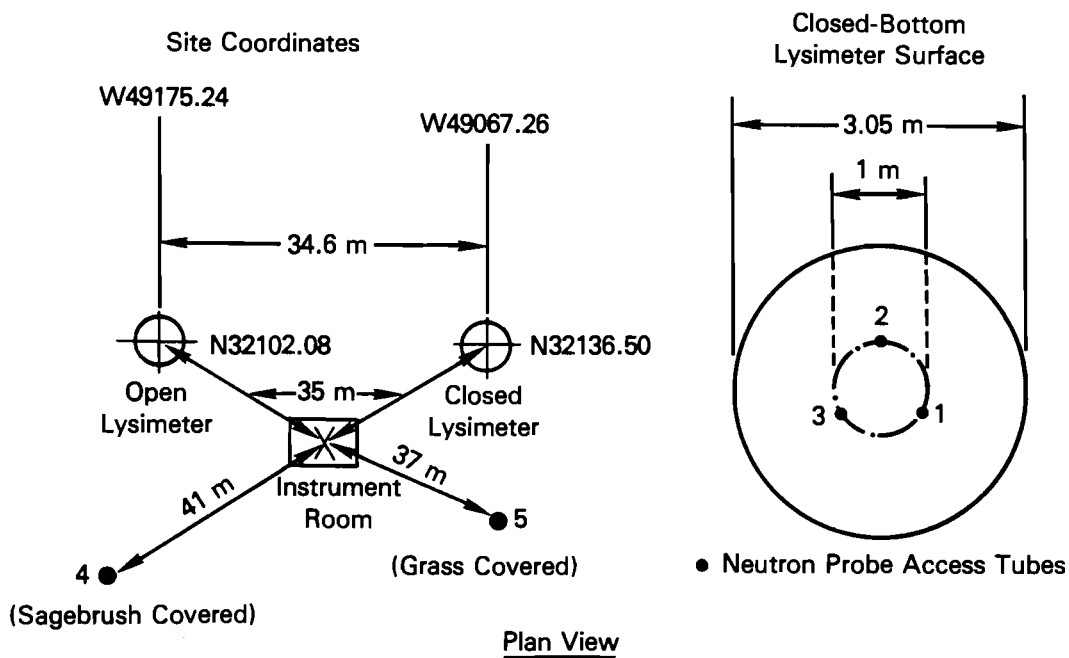 Site Coordinates
W49175.24
W49067.26
34.6 m
N32102.08
N32136.50
Open
Lysimeter
35 m
Closed
Lysimeter
41 m
37 m
Instrument
Room
4
(Sagebrush Covered)
5
(Grass Covered)
Closed-Bottom
Lysimeter Surface
3.05 m
1 m
2
3
1
● Neutron Probe Access Tubes
Plan View